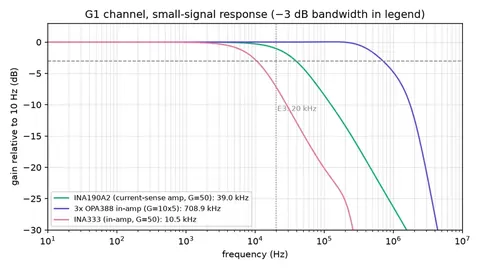 G1 channel, small-signal response (−3 dB bandwidth in legend)
gain relative to 10 Hz (dB)
0
−5
−10
−15
−20
−25
−30
E3: 20 kHz
INA190A2 (current-sense amp, G=50): 39.0 kHz
3x OPA388 in-amp (G=10x5): 708.9 kHz
INA333 (in-amp, G=50): 10.5 kHz
10¹ 10² 10³ 10⁴ 10⁵ 10⁶ 10⁷
frequency (Hz)